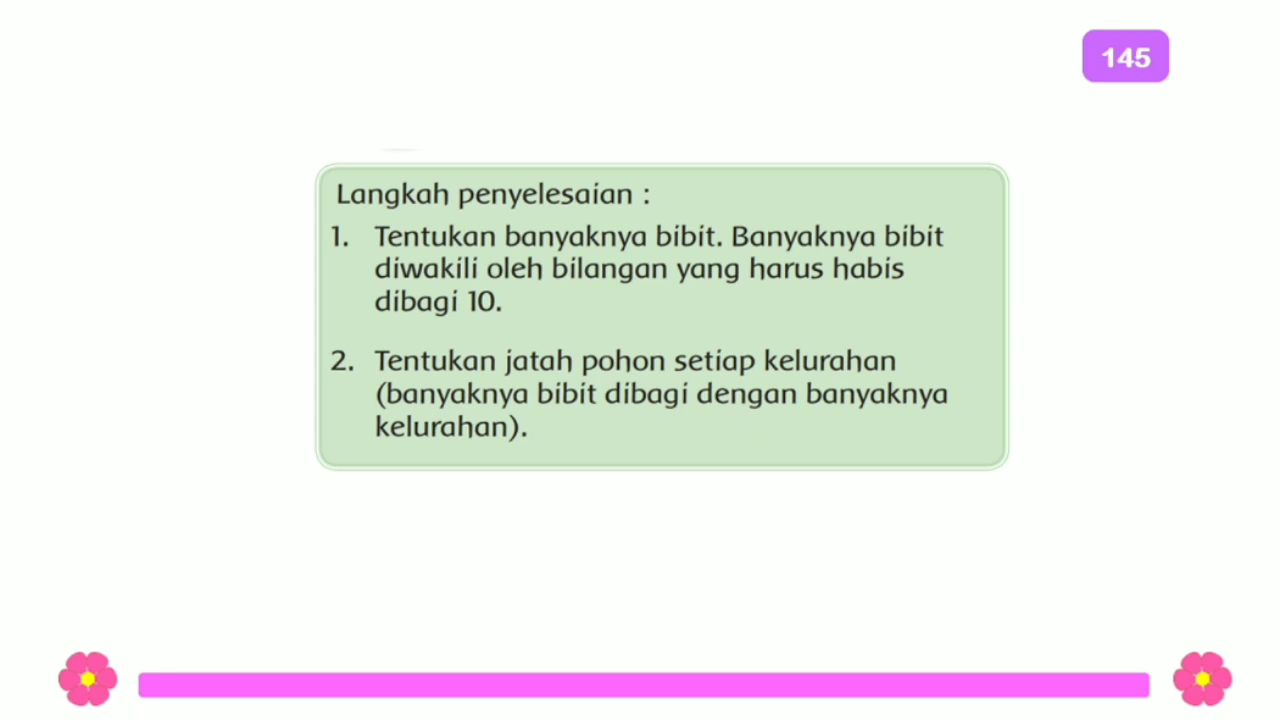 145
Langkah penyelesaian :
1. Tentukan banyaknya bibit. Banyaknya bibit
diwakili oleh bilangan yang harus habis
dibagi 10.
2. Tentukan jatah pohon setiap kelurahan
(banyaknya bibit dibagi dengan banyaknya
kelurahan).